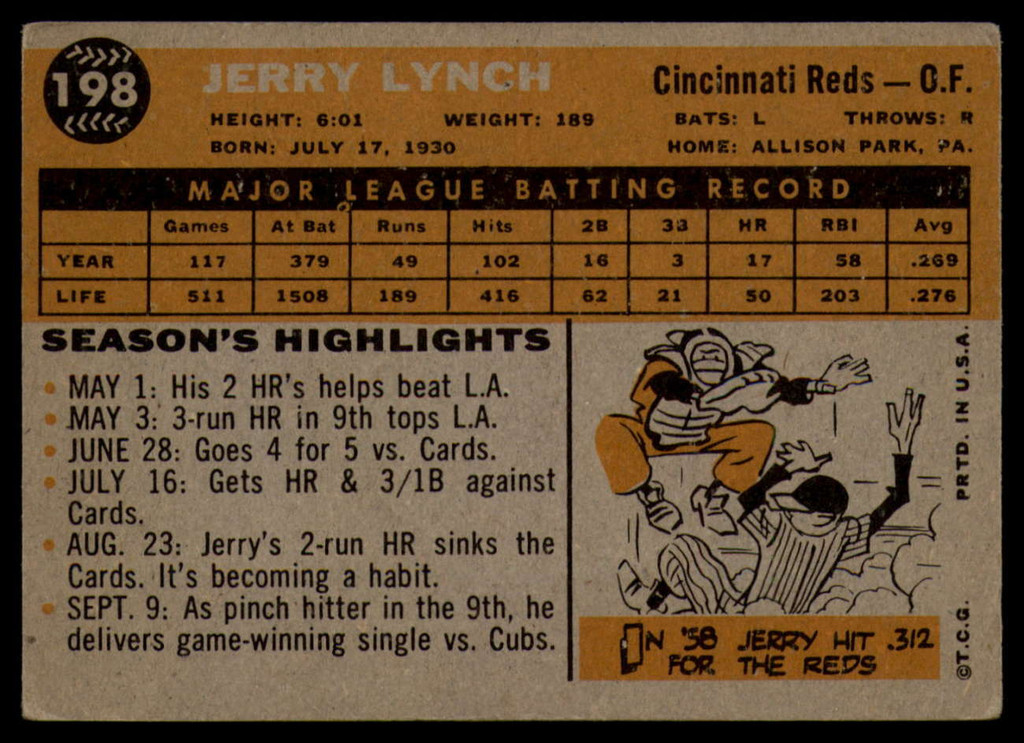 198
JERRY LYNCH
Cincinnati Reds — O.F.
HEIGHT: 6:01 WEIGHT: 189 BATS: L THROWS: R
BORN: JULY 17, 1930 HOME: ALLISON PARK, PA.
MAJOR LEAGUE BATTING RECORD
Games At Bat Runs Hits 2B 3B HR RBI Avg
YEAR 117 379 49 102 16 3 17 58 .269
LIFE 511 1508 189 416 62 21 50 203 .276
SEASON'S HIGHLIGHTS
• MAY 1: His 2 HR's helps beat L.A.
• MAY 3: 3-run HR in 9th tops L.A.
• JUNE 28: Goes 4 for 5 vs. Cards.
• JULY 16: Gets HR & 3/1B against
Cards.
• AUG. 23: Jerry's 2-run HR sinks the
Cards. It's becoming a habit.
• SEPT. 9: As pinch hitter in the 9th, he
delivers game-winning single vs. Cubs.
IN '58 JERRY HIT .312
FOR THE REDS
©T.C.G. PRTD. IN U.S.A.